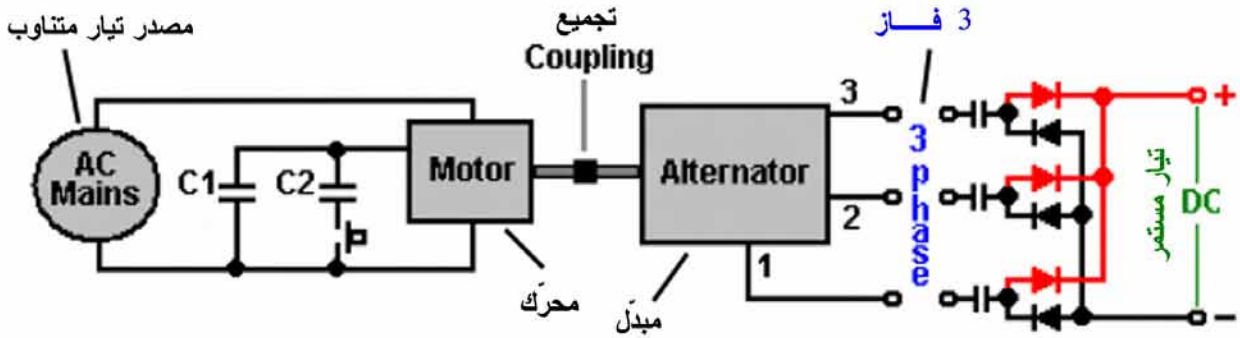 مصدر تيار متناوب
تجميع
Coupling
3 فـــاز
AC
Mains
C1
C2
Motor
Alternator
3
2
1
3 phase
+
تيار مستمر
DC
−
محرّك
مبدّل